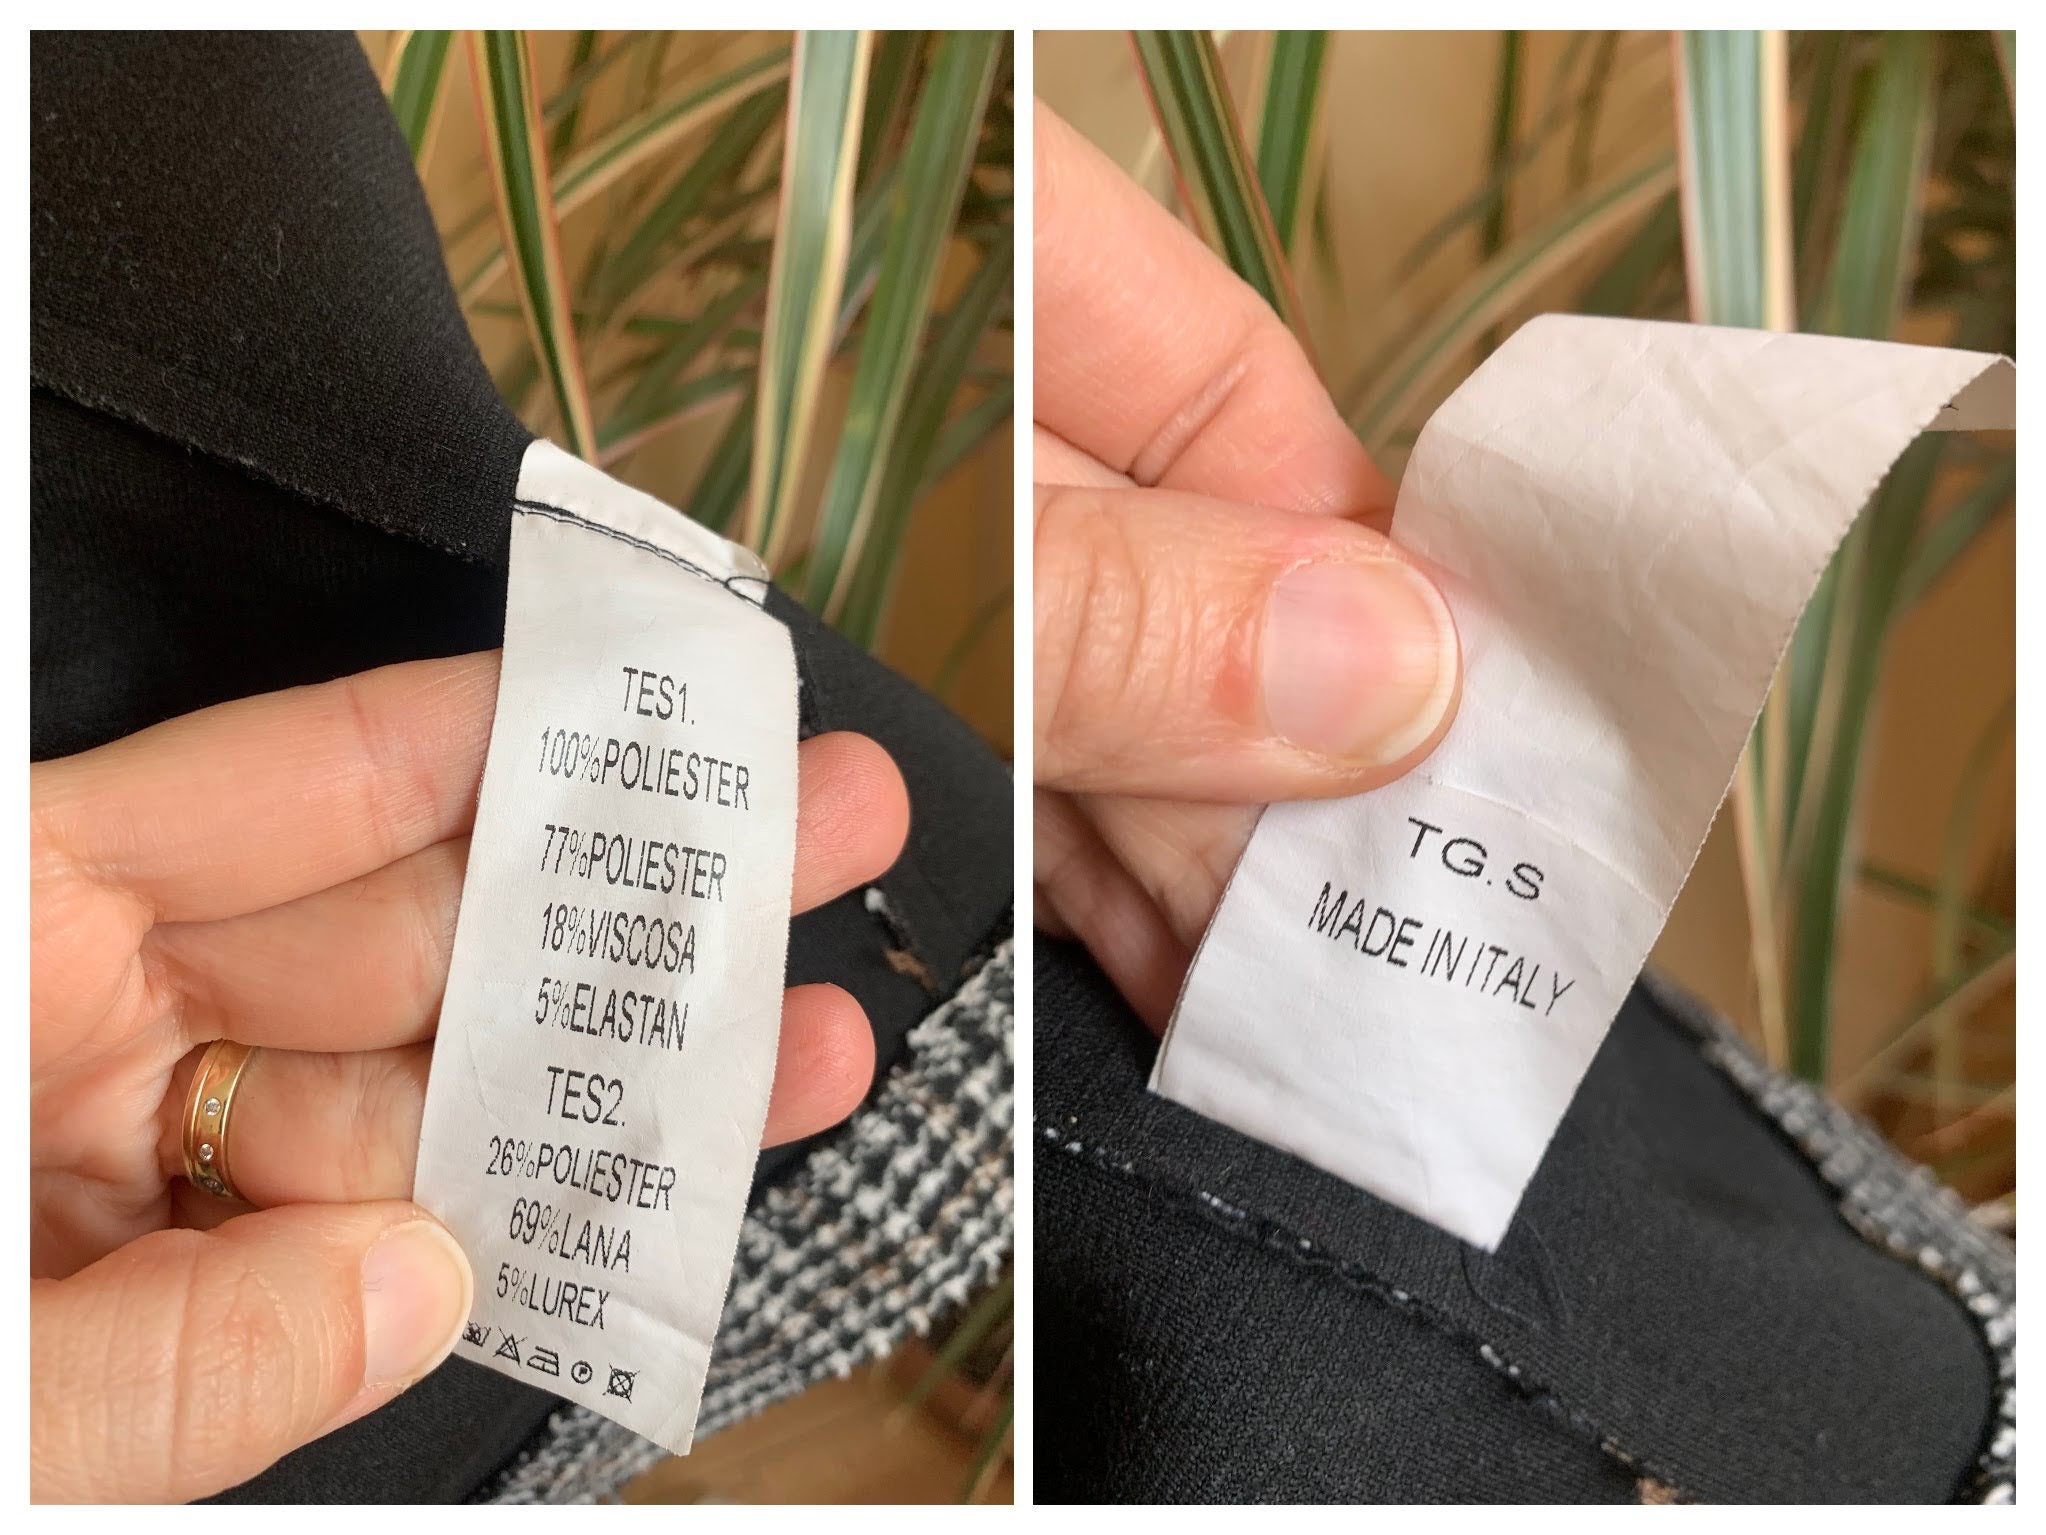 TES1.
100%POLIESTER
77%POLIESTER
18%VISCOSA
5%ELASTAN
TES2.
26%POLIESTER
69%LANA
5%LUREX
TG.S
MADE IN ITALY